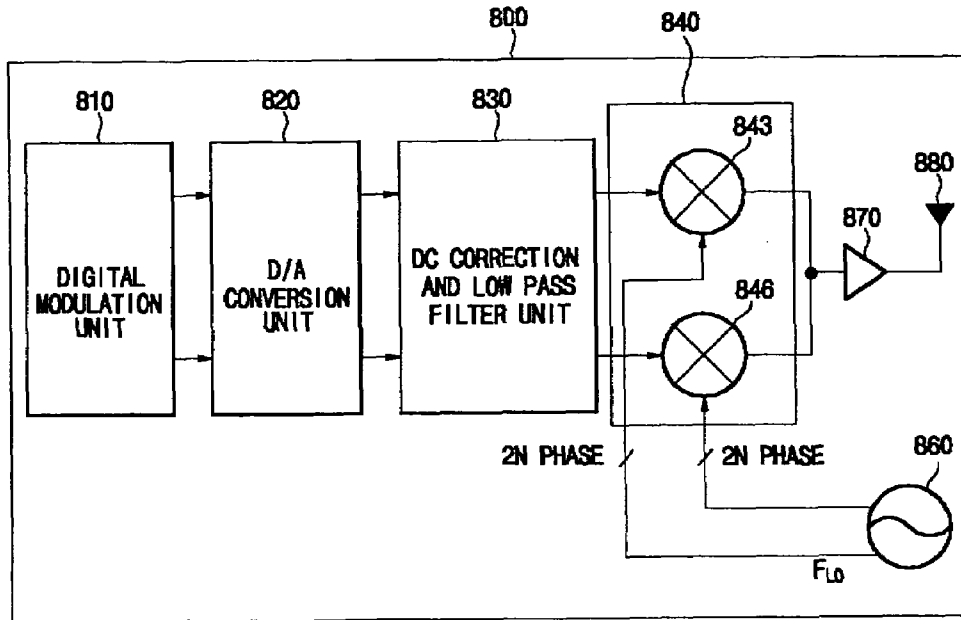 800
840
810
820
830
843
880
870
DIGITAL
MODULATION
UNIT
D/A
CONVERSION
UNIT
DC CORRECTION
AND LOW PASS
FILTER UNIT
846
2N PHASE
2N PHASE
860
FLO